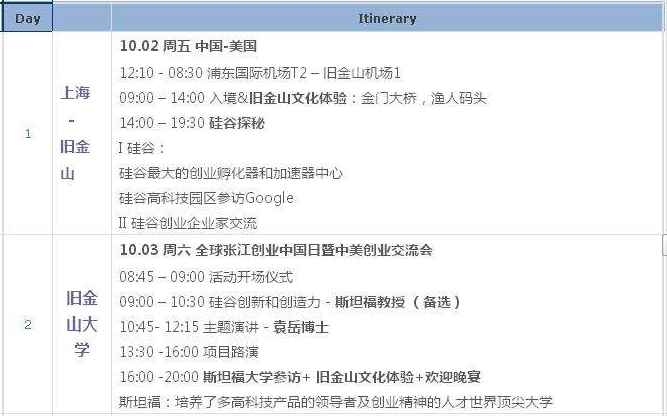 Day Itinerary
1
上海
-
旧金
山
10.02 周五 中国-美国
12:10 - 08:30 浦东国际机场T2 – 旧金山机场1
09:00 – 14:00 入境&旧金山文化体验：金门大桥，渔人码头
14:00 – 19:30 硅谷探秘
I 硅谷：
硅谷最大的创业孵化器和加速器中心
硅谷高科技园区参访Google
II 硅谷创业企业家交流
2
旧金
山大
学
10.03 周六 全球张江创业中国日暨中美创业交流会
08:45 – 09:00 活动开场仪式
09:00 – 10:30 硅谷创新和创造力 - 斯坦福教授 （备选）
10:45- 12:15 主题演讲 - 袁岳博士
13:30 -16:00 项目路演
16:00 -20:00 斯坦福大学参访+ 旧金山文化体验+欢迎晚宴
斯坦福：培养了多高科技产品的领导者及创业精神的人才世界顶尖大学